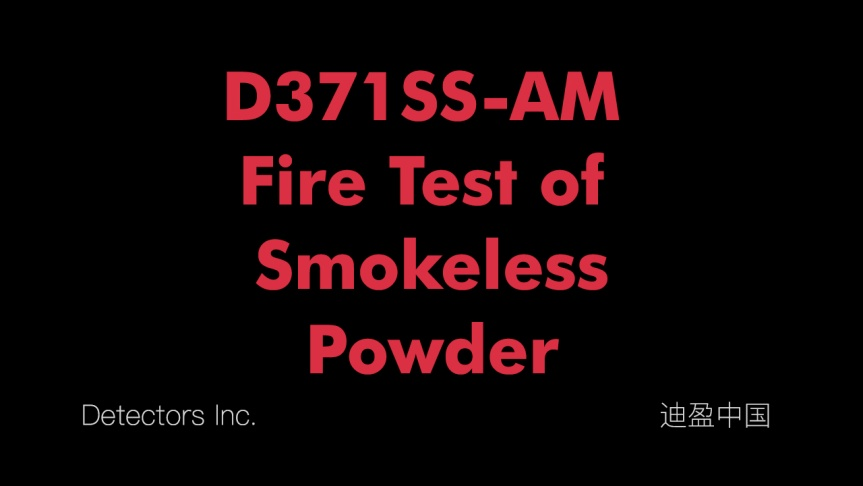 D371SS-AM
Fire Test of
Smokeless
Powder
Detectors Inc.
迪盈中国